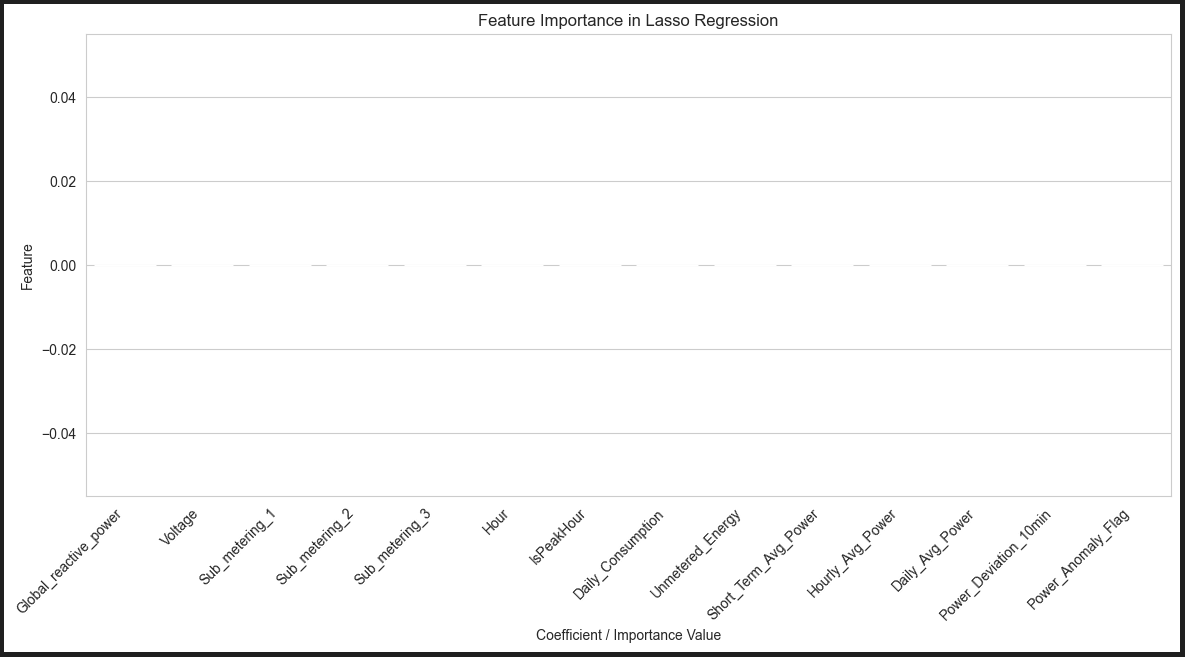 Feature Importance in Lasso Regression
0.04
0.02
0.00
−0.02
−0.04
Feature
Global_reactive_power
Voltage
Sub_metering_1
Sub_metering_2
Sub_metering_3
Hour
IsPeakHour
Daily_Consumption
Unmetered_Energy
Short_Term_Avg_Power
Hourly_Avg_Power
Daily_Avg_Power
Power_Deviation_10min
Power_Anomaly_Flag
Coefficient / Importance Value